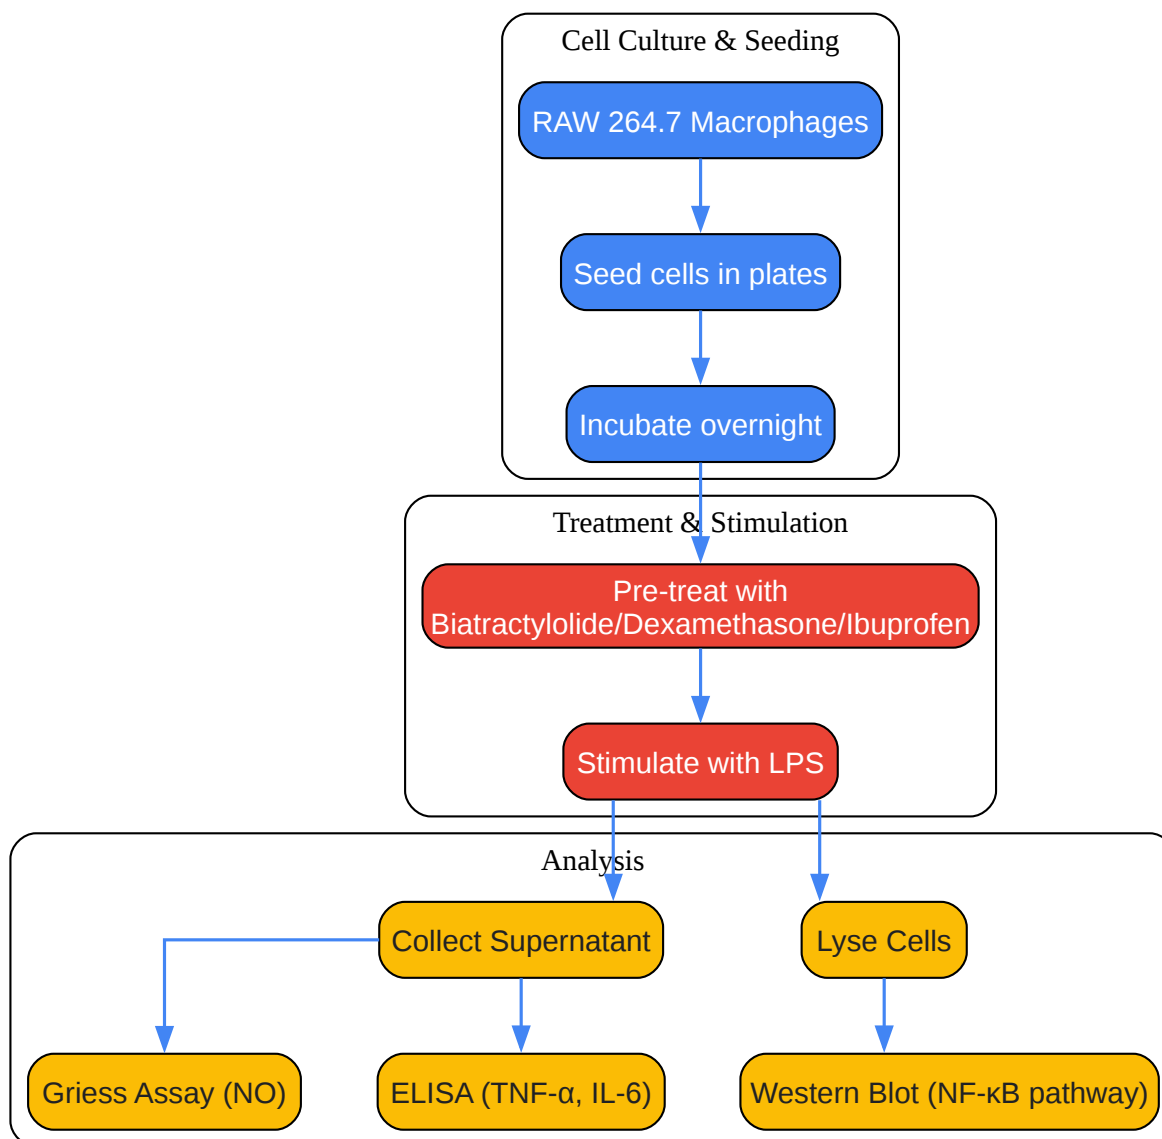 Cell Culture & Seeding
RAW 264.7 Macrophages
Seed cells in plates
Incubate overnight
Treatment & Stimulation
Pre-treat with
Biatractylolide/Dexamethasone/Ibuprofen
Stimulate with LPS
Analysis
Collect Supernatant
Lyse Cells
Griess Assay (NO)
ELISA (TNF-α, IL-6)
Western Blot (NF-κB pathway)